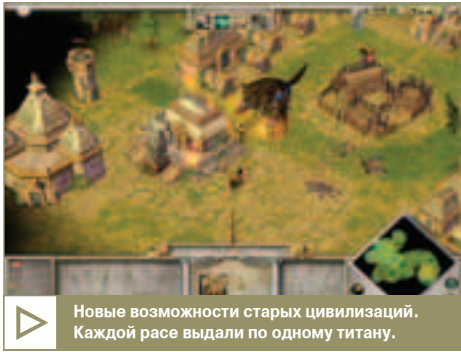 Новые возможности старых цивилизаций.
Каждой расе выдали по одному титану.